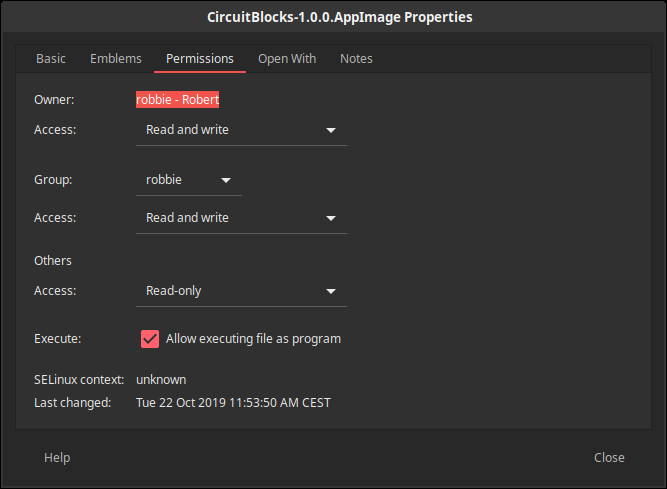 CircuitBlocks-1.0.0.AppImage Properties
Basic Emblems Permissions Open With Notes
Owner: robbie - Robert
Access: Read and write
Group: robbie
Access: Read and write
Others
Access: Read-only
Execute: Allow executing file as program
SELinux context: unknown
Last changed: Tue 22 Oct 2019 11:53:50 AM CEST
Help Close